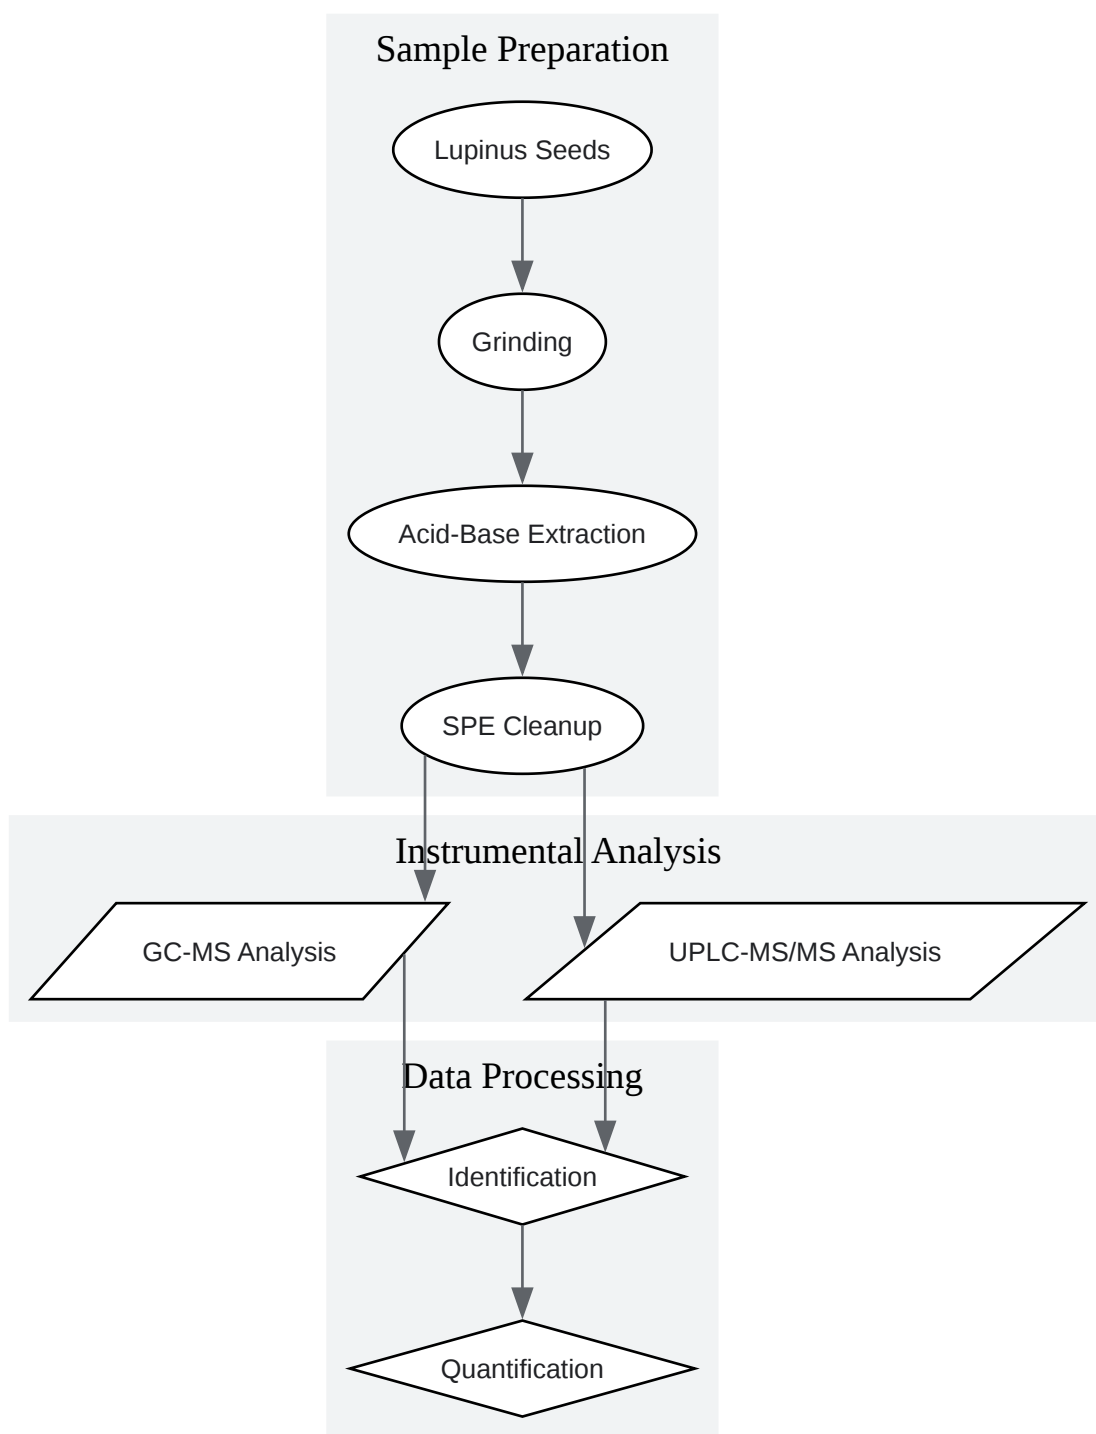 Sample Preparation
Lupinus Seeds
Grinding
Acid-Base Extraction
SPE Cleanup
Instrumental Analysis
GC-MS Analysis
UPLC-MS/MS Analysis
Data Processing
Identification
Quantification